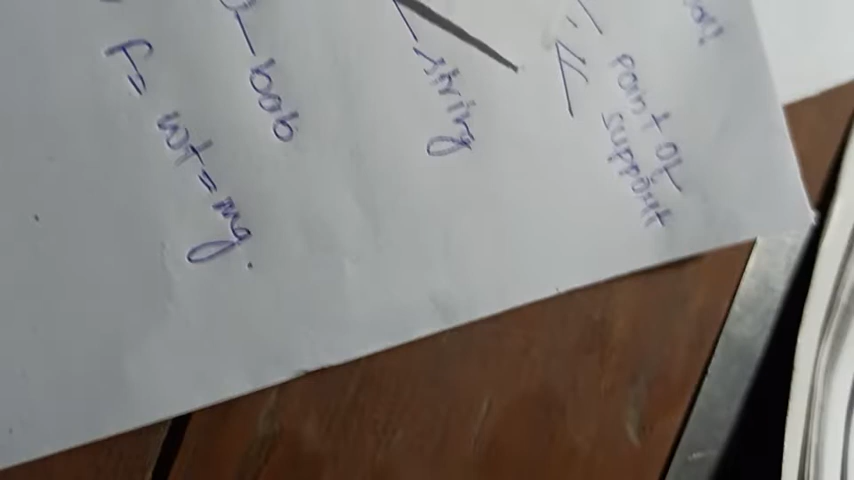 point of
support
string
bob
F = wt = mg.